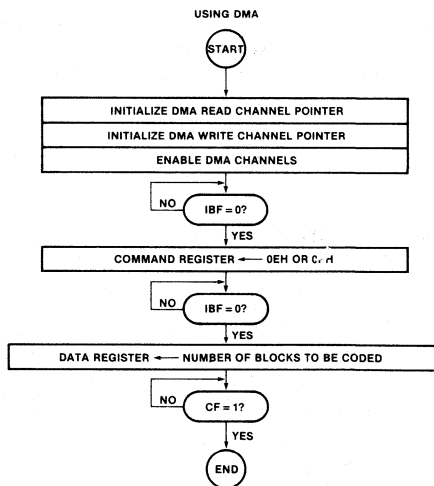 USING DMA
START
INITIALIZE DMA READ CHANNEL POINTER
INITIALIZE DMA WRITE CHANNEL POINTER
ENABLE DMA CHANNELS
NO
IBF = 0?
YES
COMMAND REGISTER ← 0EH OR
NO
IBF = 0?
YES
DATA REGISTER ← NUMBER OF BLOCKS TO BE CODED
NO
CF = 1?
YES
END